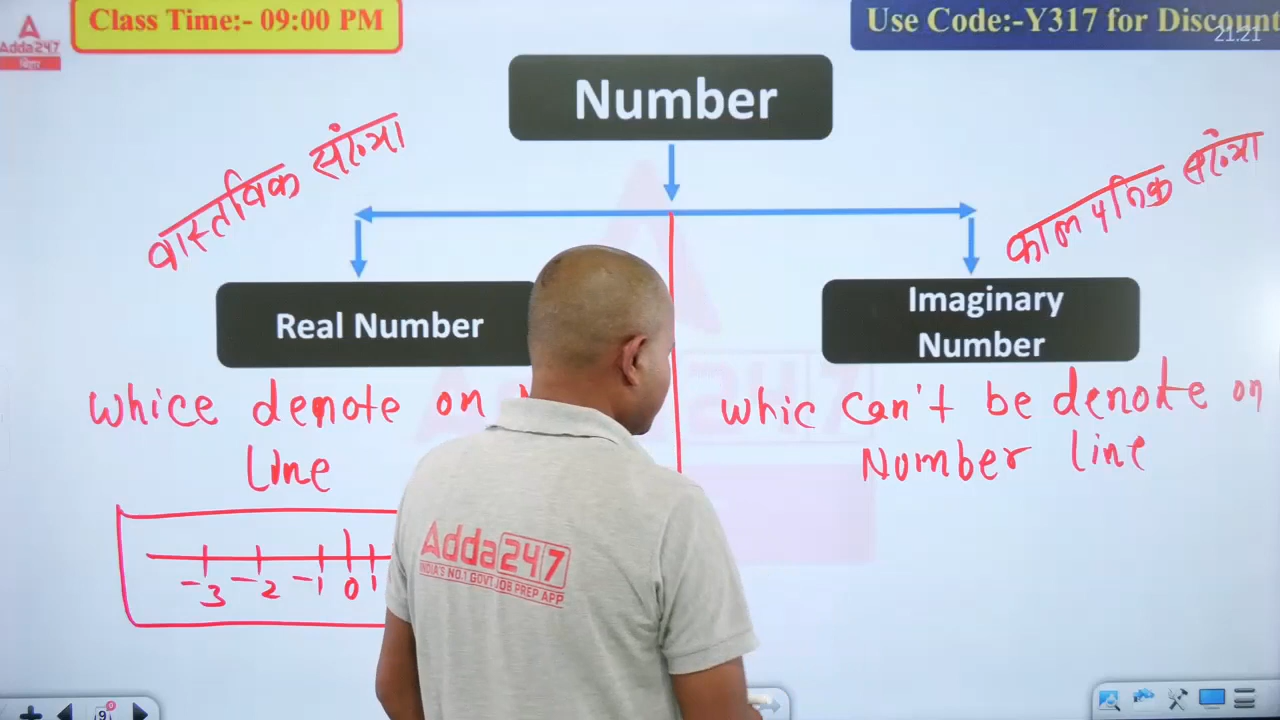 Class Time:- 09:00 PM
Use Code:-Y317 for Discount
21.21
Adda247
बिहार
Number
वास्तविक संख्या
काल्पनिक संख्या
Real Number
Imaginary
Number
Whice denote on
line
Whic can't be denote on
Number line
-3 -2 -1 0 1
Adda247
INDIA'S NO.1 GOVT JOB PREP APP
9